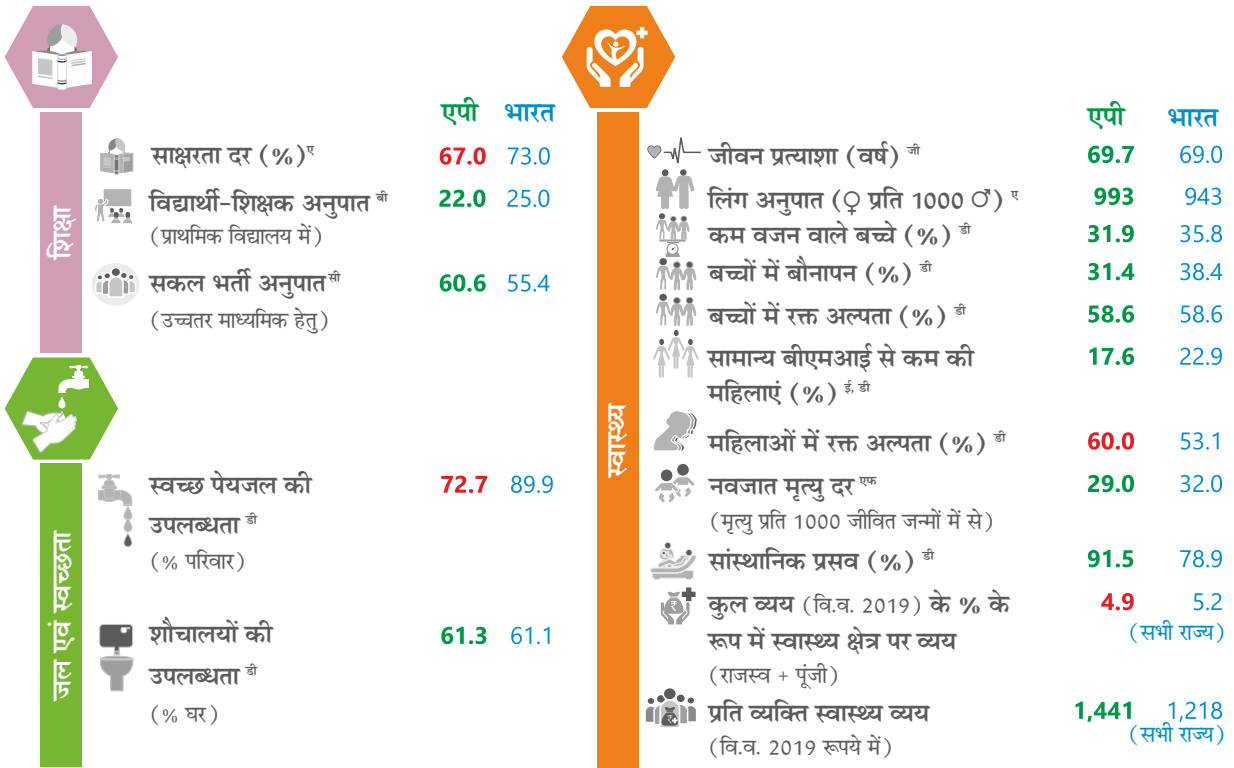 एपी भारत
शिक्षा
साक्षरता दर (%)ए 67.0 73.0
विद्यार्थी-शिक्षक अनुपात बी 22.0 25.0
(प्राथमिक विद्यालय में)
सकल भर्ती अनुपात सी 60.6 55.4
(उच्चतर माध्यमिक हेतु)
जल एवं स्वच्छता
स्वच्छ पेयजल की 72.7 89.9
उपलब्धता डी
(% परिवार)
शौचालयों की 61.3 61.1
उपलब्धता डी
(% घर)
एपी भारत
स्वास्थ्य
जीवन प्रत्याशा (वर्ष) जी 69.7 69.0
लिंग अनुपात (♀ प्रति 1000 ♂) ए 993 943
कम वजन वाले बच्चे (%) डी 31.9 35.8
बच्चों में बौनापन (%) डी 31.4 38.4
बच्चों में रक्त अल्पता (%) डी 58.6 58.6
सामान्य बीएमआई से कम की 17.6 22.9
महिलाएं (%) ई, डी
महिलाओं में रक्त अल्पता (%) डी 60.0 53.1
नवजात मृत्यु दर एफ 29.0 32.0
(मृत्यु प्रति 1000 जीवित जन्मों में से)
सांस्थानिक प्रसव (%) डी 91.5 78.9
कुल व्यय (वि.व. 2019) के % के 4.9 5.2
रूप में स्वास्थ्य क्षेत्र पर व्यय (सभी राज्य)
(राजस्व + पूंजी)
प्रति व्यक्ति स्वास्थ्य व्यय 1,441 1,218
(वि.व. 2019 रूपये में) (सभी राज्य)